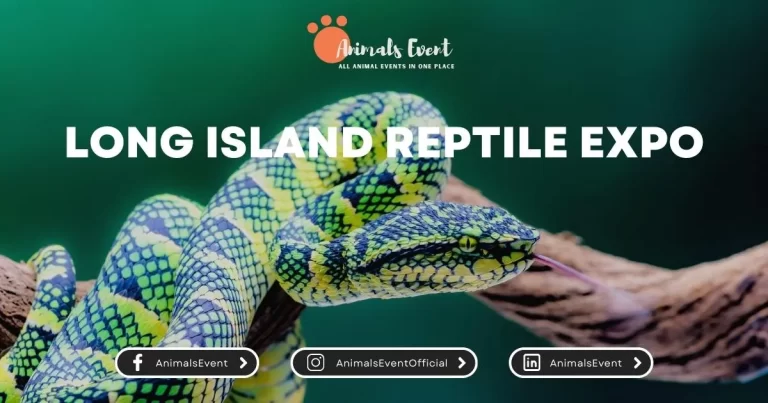 Animals Event
ALL ANIMAL EVENTS IN ONE PLACE
LONG ISLAND REPTILE EXPO
AnimalsEvent
AnimalsEventOfficial
AnimalsEvent